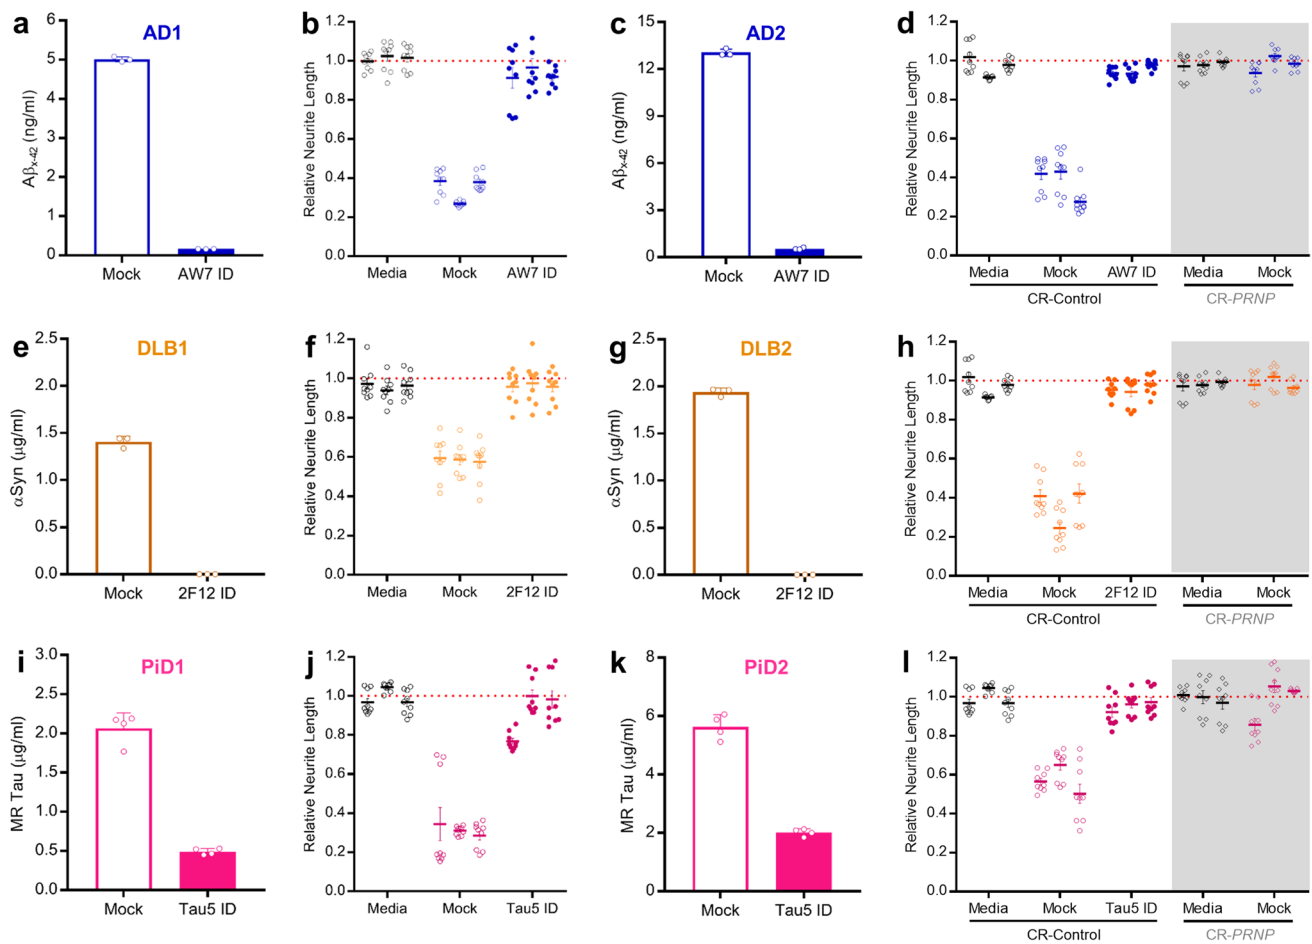 a
AD1
Aβx-42 (ng/ml)
6
5
4
3
2
1
0
Mock
AW7 ID
b
Relative Neurite Length
1.2
1.0
0.8
0.6
0.4
0.2
0.0
Media
Mock
AW7 ID
c
AD2
Aβx-42 (ng/ml)
15
12
9
6
3
0
Mock
AW7 ID
d
Relative Neurite Length
1.2
1.0
0.8
0.6
0.4
0.2
0.0
Media
Mock
AW7 ID
Media
Mock
CR-Control
CR-PRNP
e
DLB1
αSyn (μg/ml)
2.5
2.0
1.5
1.0
0.5
0.0
Mock
2F12 ID
f
Relative Neurite Length
1.2
1.0
0.8
0.6
0.4
0.2
0.0
Media
Mock
2F12 ID
g
DLB2
αSyn (μg/ml)
2.5
2.0
1.5
1.0
0.5
0.0
Mock
2F12 ID
h
Relative Neurite Length
1.2
1.0
0.8
0.6
0.4
0.2
0.0
Media
Mock
2F12 ID
Media
Mock
CR-Control
CR-PRNP
i
PiD1
MR Tau (μg/ml)
3.0
2.5
2.0
1.5
1.0
0.5
0.0
Mock
Tau5 ID
j
Relative Neurite Length
1.2
1.0
0.8
0.6
0.4
0.2
0.0
Media
Mock
Tau5 ID
k
PiD2
MR Tau (μg/ml)
8
6
4
2
0
Mock
Tau5 ID
l
Relative Neurite Length
1.2
1.0
0.8
0.6
0.4
0.2
0.0
Media
Mock
Tau5 ID
Media
Mock
CR-Control
CR-PRNP